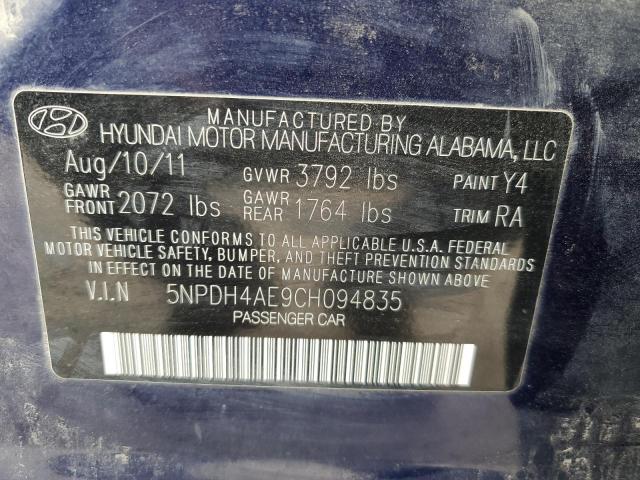 MANUFACTURED BY
HYUNDAI MOTOR MANUFACTURING ALABAMA, LLC
Aug/10/11 GVWR 3792 lbs PAINT Y4
GAWR FRONT 2072 lbs GAWR REAR 1764 lbs TRIM RA
THIS VEHICLE CONFORMS TO ALL APPLICABLE U.S.A. FEDERAL
MOTOR VEHICLE SAFETY, BUMPER, AND THEFT PREVENTION STANDARDS
IN EFFECT ON THE DATE OF MANUFACTURE SHOWN ABOVE
V.I.N 5NPDH4AE9CH094835
PASSENGER CAR